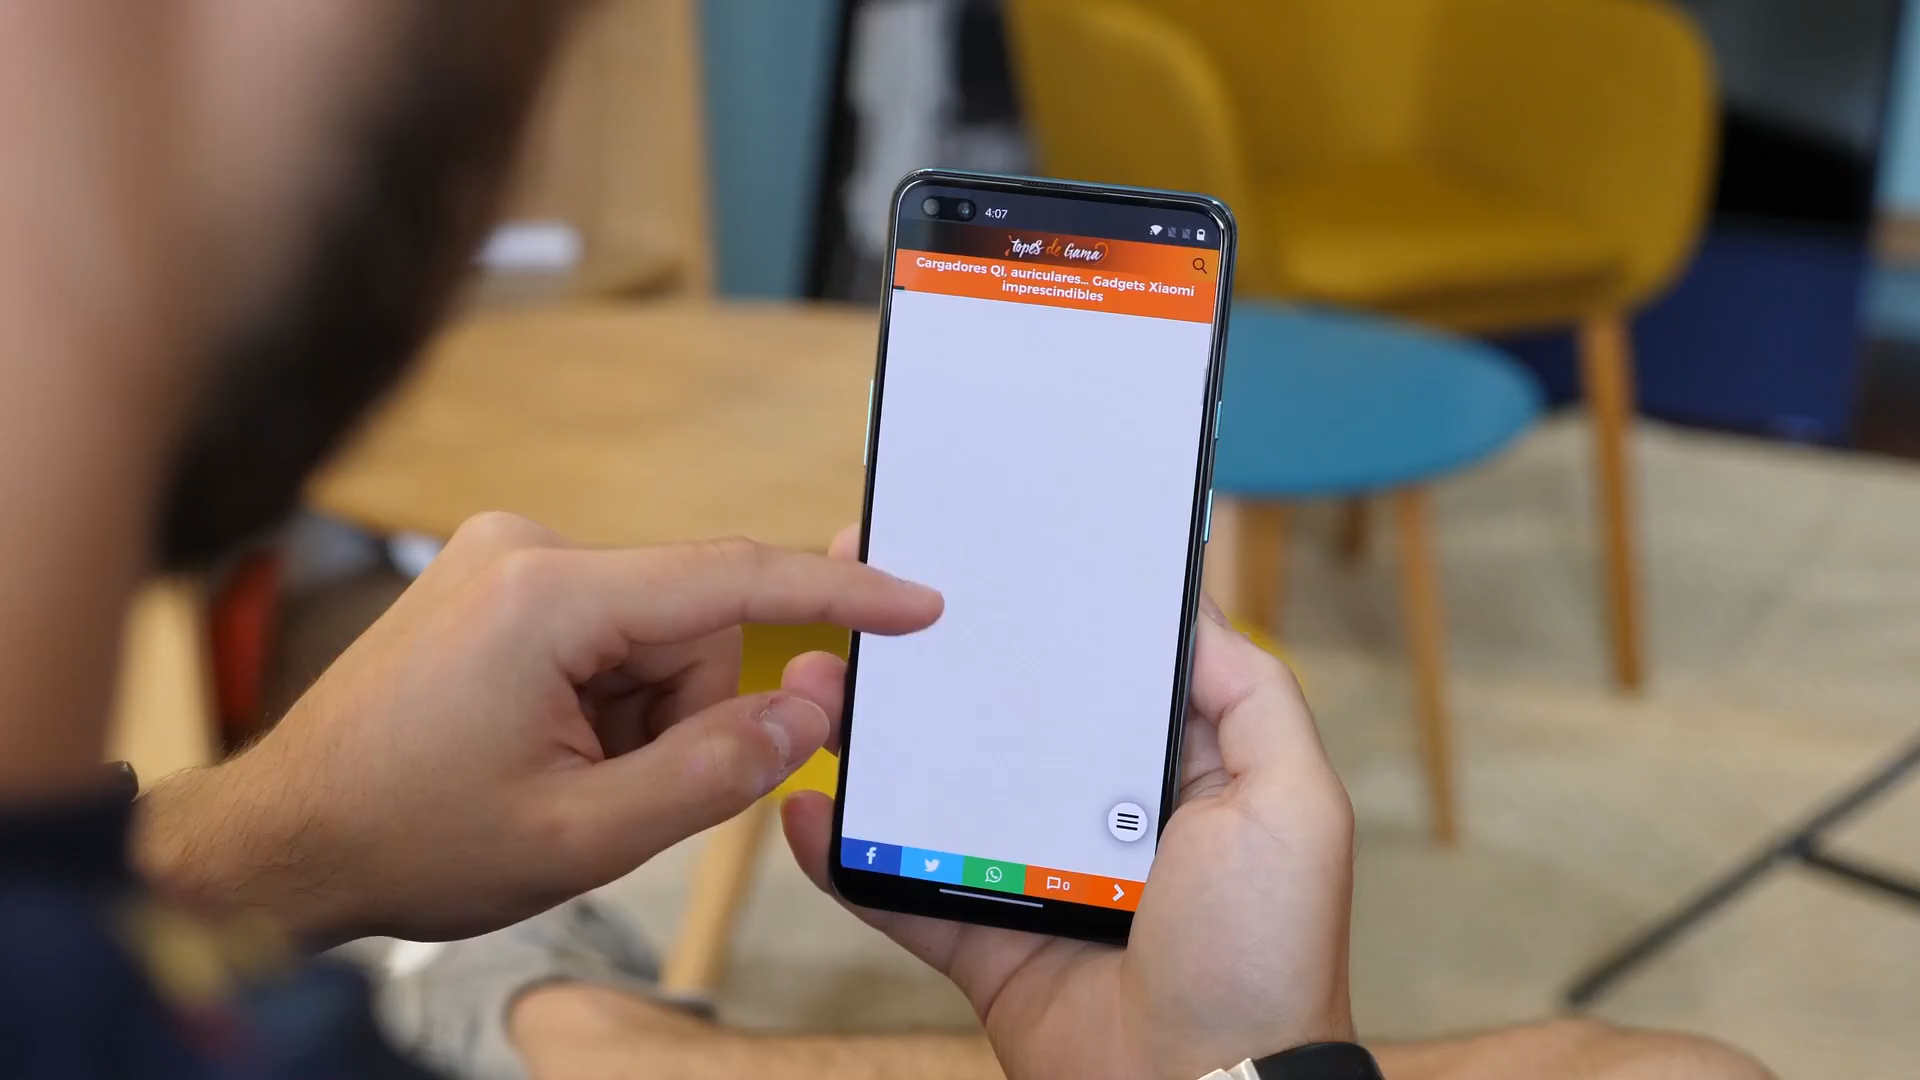 4:07
Topes de Gama
Cargadores QI, auriculares... Gadgets Xiaomi
imprescindibles
0